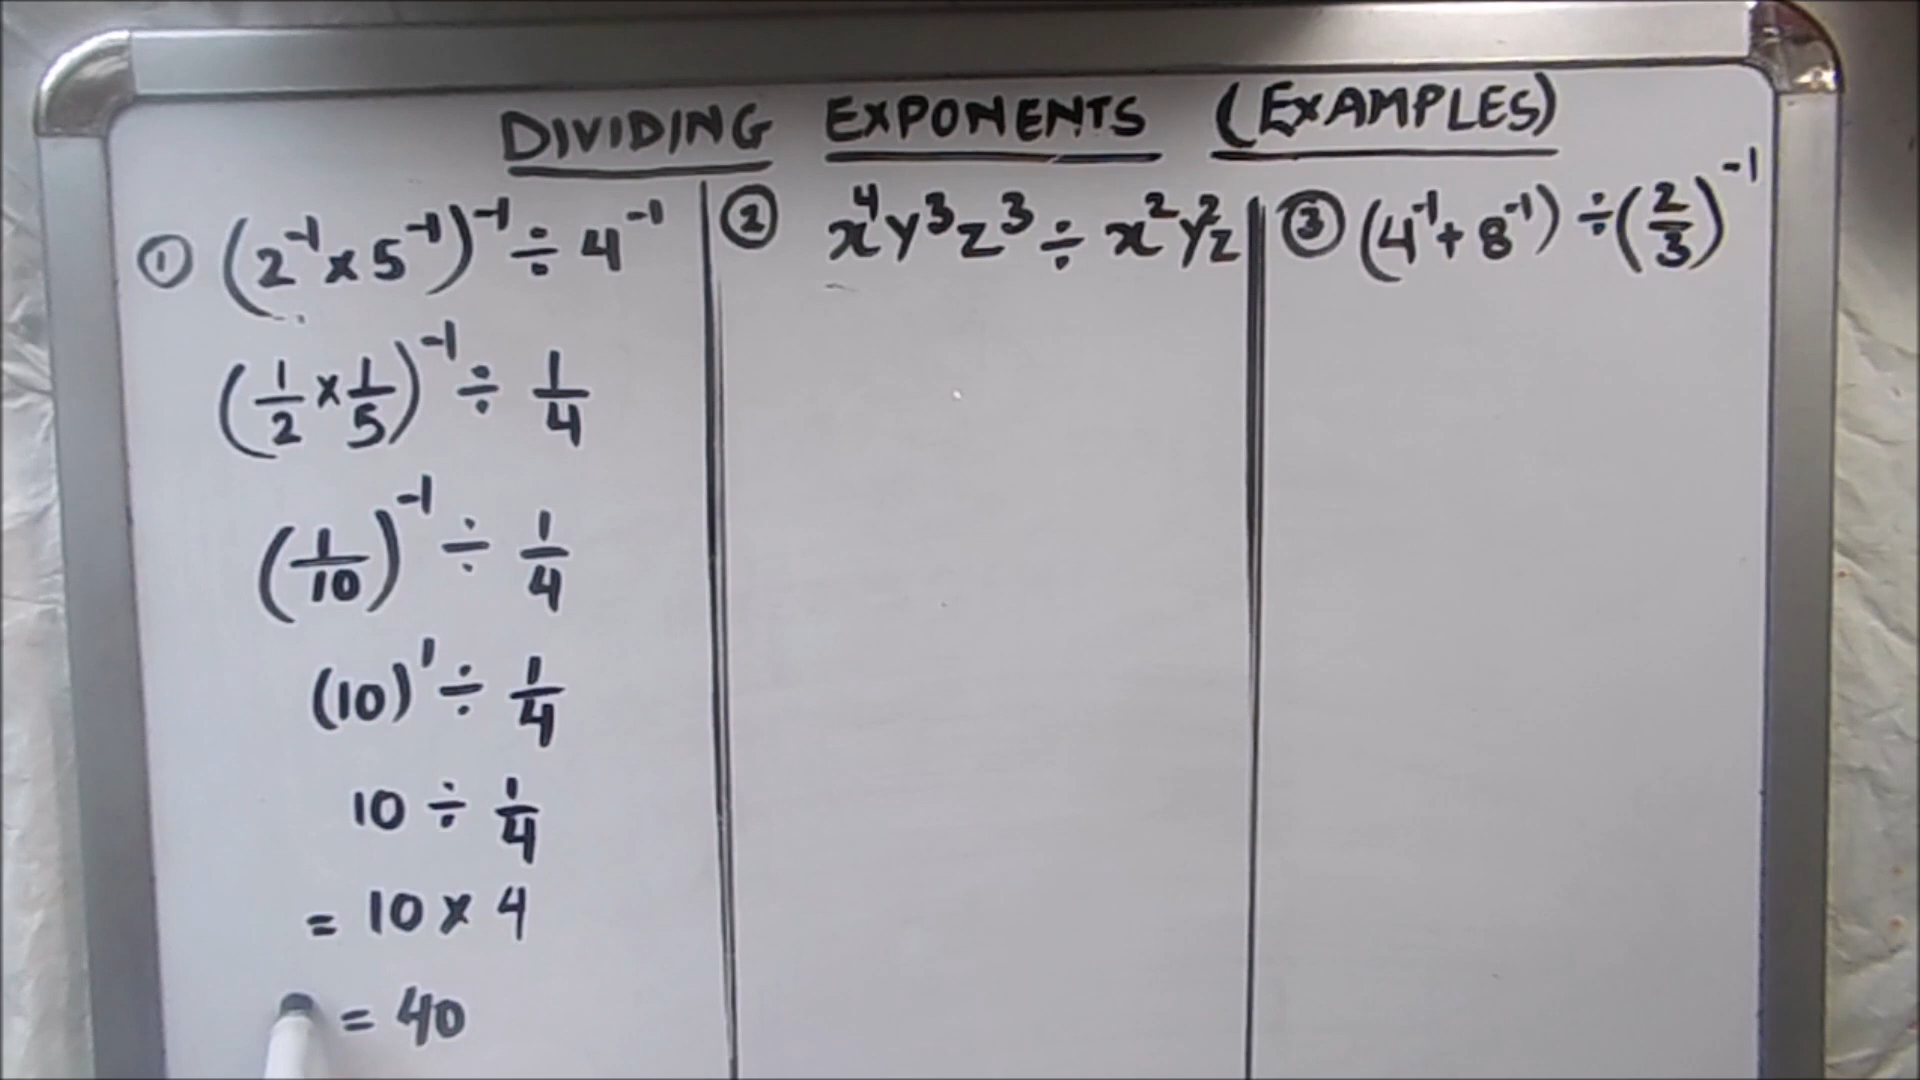 DIVIDING EXPONENTS (EXAMPLES)
① (2⁻¹ × 5⁻¹)⁻¹ ÷ 4⁻¹
(1/2 × 1/5)⁻¹ ÷ 1/4
(1/10)⁻¹ ÷ 1/4
(10)¹ ÷ 1/4
10 ÷ 1/4
= 10 × 4
= 40
② x⁴y³z³ ÷ x²y²z
③ (4⁻¹ + 8⁻¹) ÷ (2/3)⁻¹